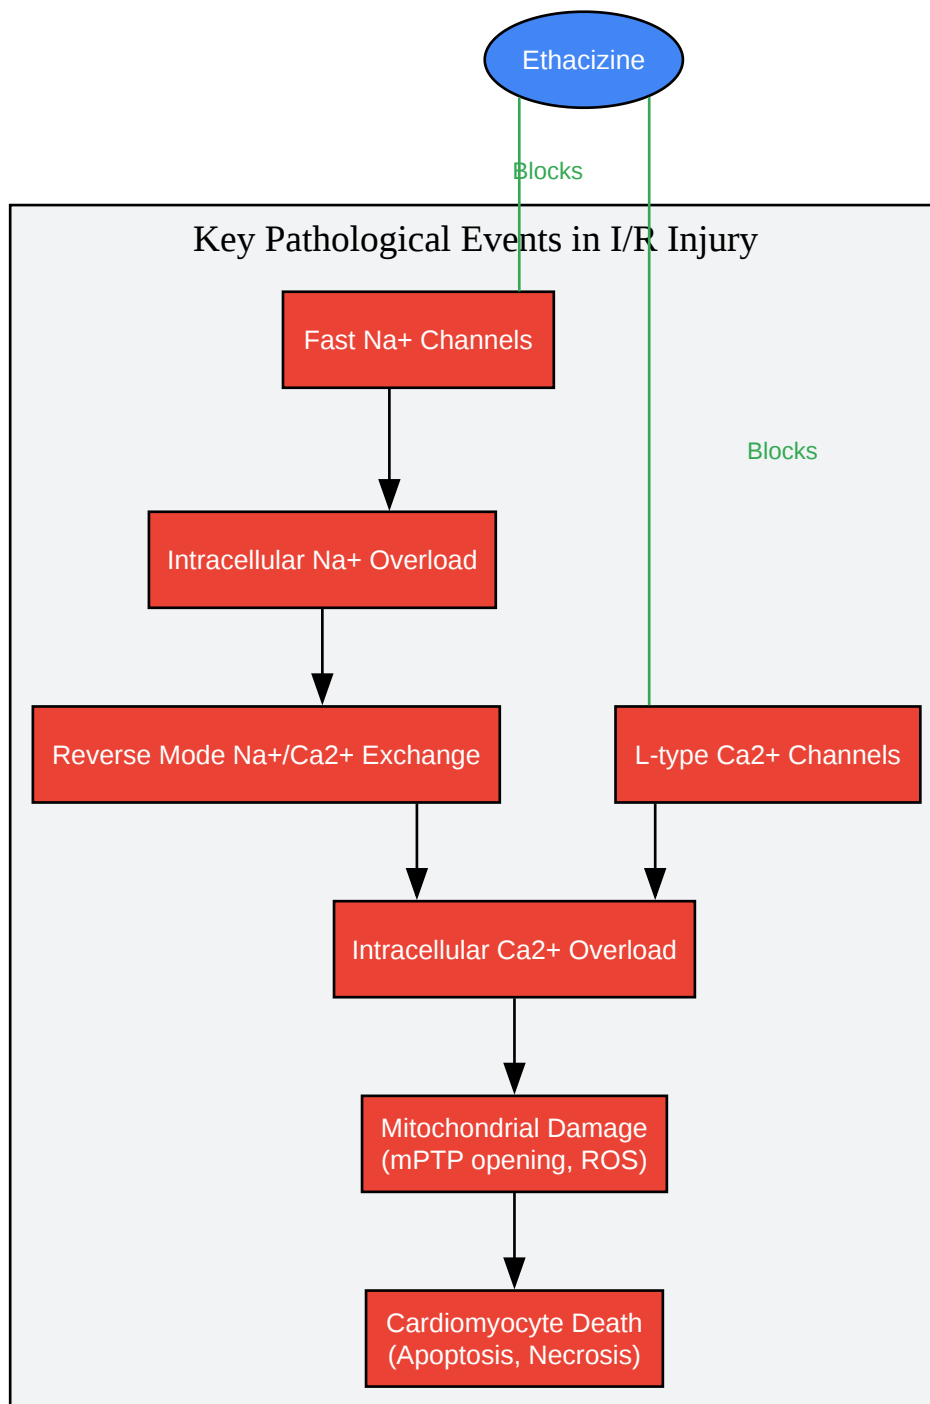 Ethacizine
Blocks
Key Pathological Events in I/R Injury
Fast Na+ Channels
Blocks
Intracellular Na+ Overload
Reverse Mode Na+/Ca2+ Exchange
L-type Ca2+ Channels
Intracellular Ca2+ Overload
Mitochondrial Damage
(mPTP opening, ROS)
Cardiomyocyte Death
(Apoptosis, Necrosis)